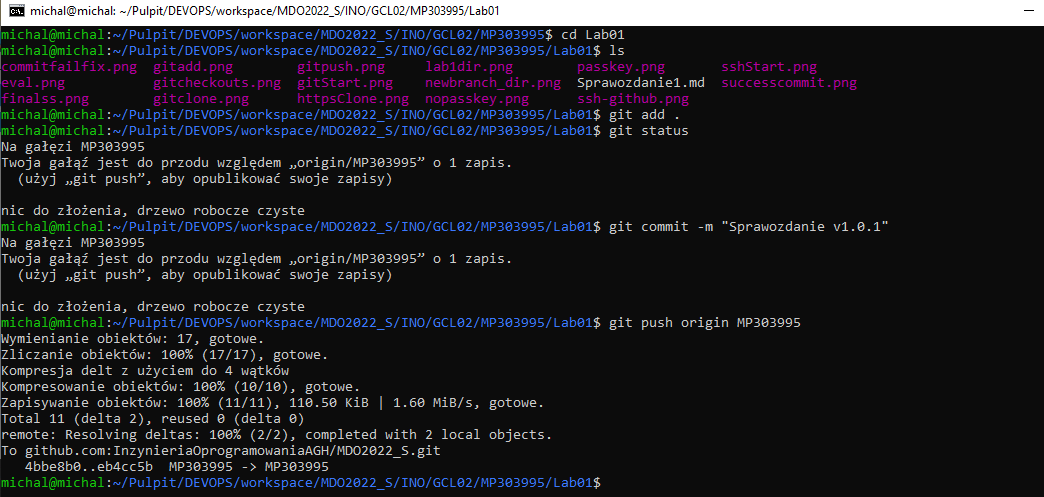 michal@michal: ~/Pulpit/DEVOPS/workspace/MDO2022_S/INO/GCL02/MP303995/Lab01
michal@michal:~/Pulpit/DEVOPS/workspace/MDO2022_S/INO/GCL02/MP303995$ cd Lab01
michal@michal:~/Pulpit/DEVOPS/workspace/MDO2022_S/INO/GCL02/MP303995/Lab01$ ls
commitfailfix.png  gitadd.png        gitpush.png     lab1dir.png        passkey.png      sshStart.png
eval.png           gitcheckouts.png  gitStart.png    newbranch_dir.png  Sprawozdanie1.md  successcommit.png
finalss.png        gitclone.png      httpsClone.png  nopasskey.png      ssh-github.png
michal@michal:~/Pulpit/DEVOPS/workspace/MDO2022_S/INO/GCL02/MP303995/Lab01$ git add .
michal@michal:~/Pulpit/DEVOPS/workspace/MDO2022_S/INO/GCL02/MP303995/Lab01$ git status
Na gałęzi MP303995
Twoja gałąź jest do przodu względem „origin/MP303995” o 1 zapis.
  (użyj „git push”, aby opublikować swoje zapisy)

nic do złożenia, drzewo robocze czyste
michal@michal:~/Pulpit/DEVOPS/workspace/MDO2022_S/INO/GCL02/MP303995/Lab01$ git commit -m "Sprawozdanie v1.0.1"
Na gałęzi MP303995
Twoja gałąź jest do przodu względem „origin/MP303995” o 1 zapis.
  (użyj „git push”, aby opublikować swoje zapisy)

nic do złożenia, drzewo robocze czyste
michal@michal:~/Pulpit/DEVOPS/workspace/MDO2022_S/INO/GCL02/MP303995/Lab01$ git push origin MP303995
Wymienianie obiektów: 17, gotowe.
Zliczanie obiektów: 100% (17/17), gotowe.
Kompresja delt z użyciem do 4 wątków
Kompresowanie obiektów: 100% (10/10), gotowe.
Zapisywanie obiektów: 100% (11/11), 110.50 KiB | 1.60 MiB/s, gotowe.
Total 11 (delta 2), reused 0 (delta 0)
remote: Resolving deltas: 100% (2/2), completed with 2 local objects.
To github.com:InzynieriaOprogramowaniaAGH/MDO2022_S.git
   4bbe8b0..eb4cc5b  MP303995 -> MP303995
michal@michal:~/Pulpit/DEVOPS/workspace/MDO2022_S/INO/GCL02/MP303995/Lab01$